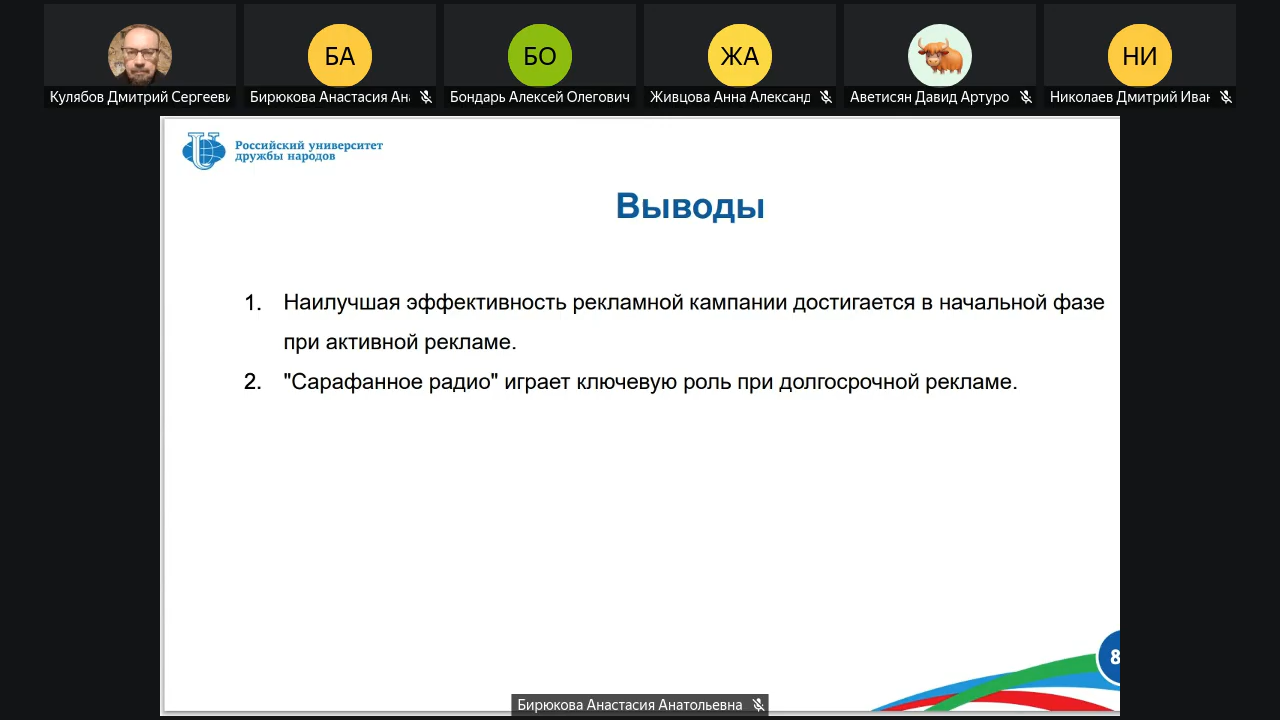 БА
БО
ЖА
НИ
Кулябов Дмитрий Сергееви
Бирюкова Анастасия Ан
Бондарь Алексей Олегович
Живцова Анна Александ
Аветисян Давид Артуро
Николаев Дмитрий Иван
Российский университет
дружбы народов
Выводы
1. Наилучшая эффективность рекламной кампании достигается в начальной фазе
при активной рекламе.
2. "Сарафанное радио" играет ключевую роль при долгосрочной рекламе.
8
Бирюкова Анастасия Анатольевна